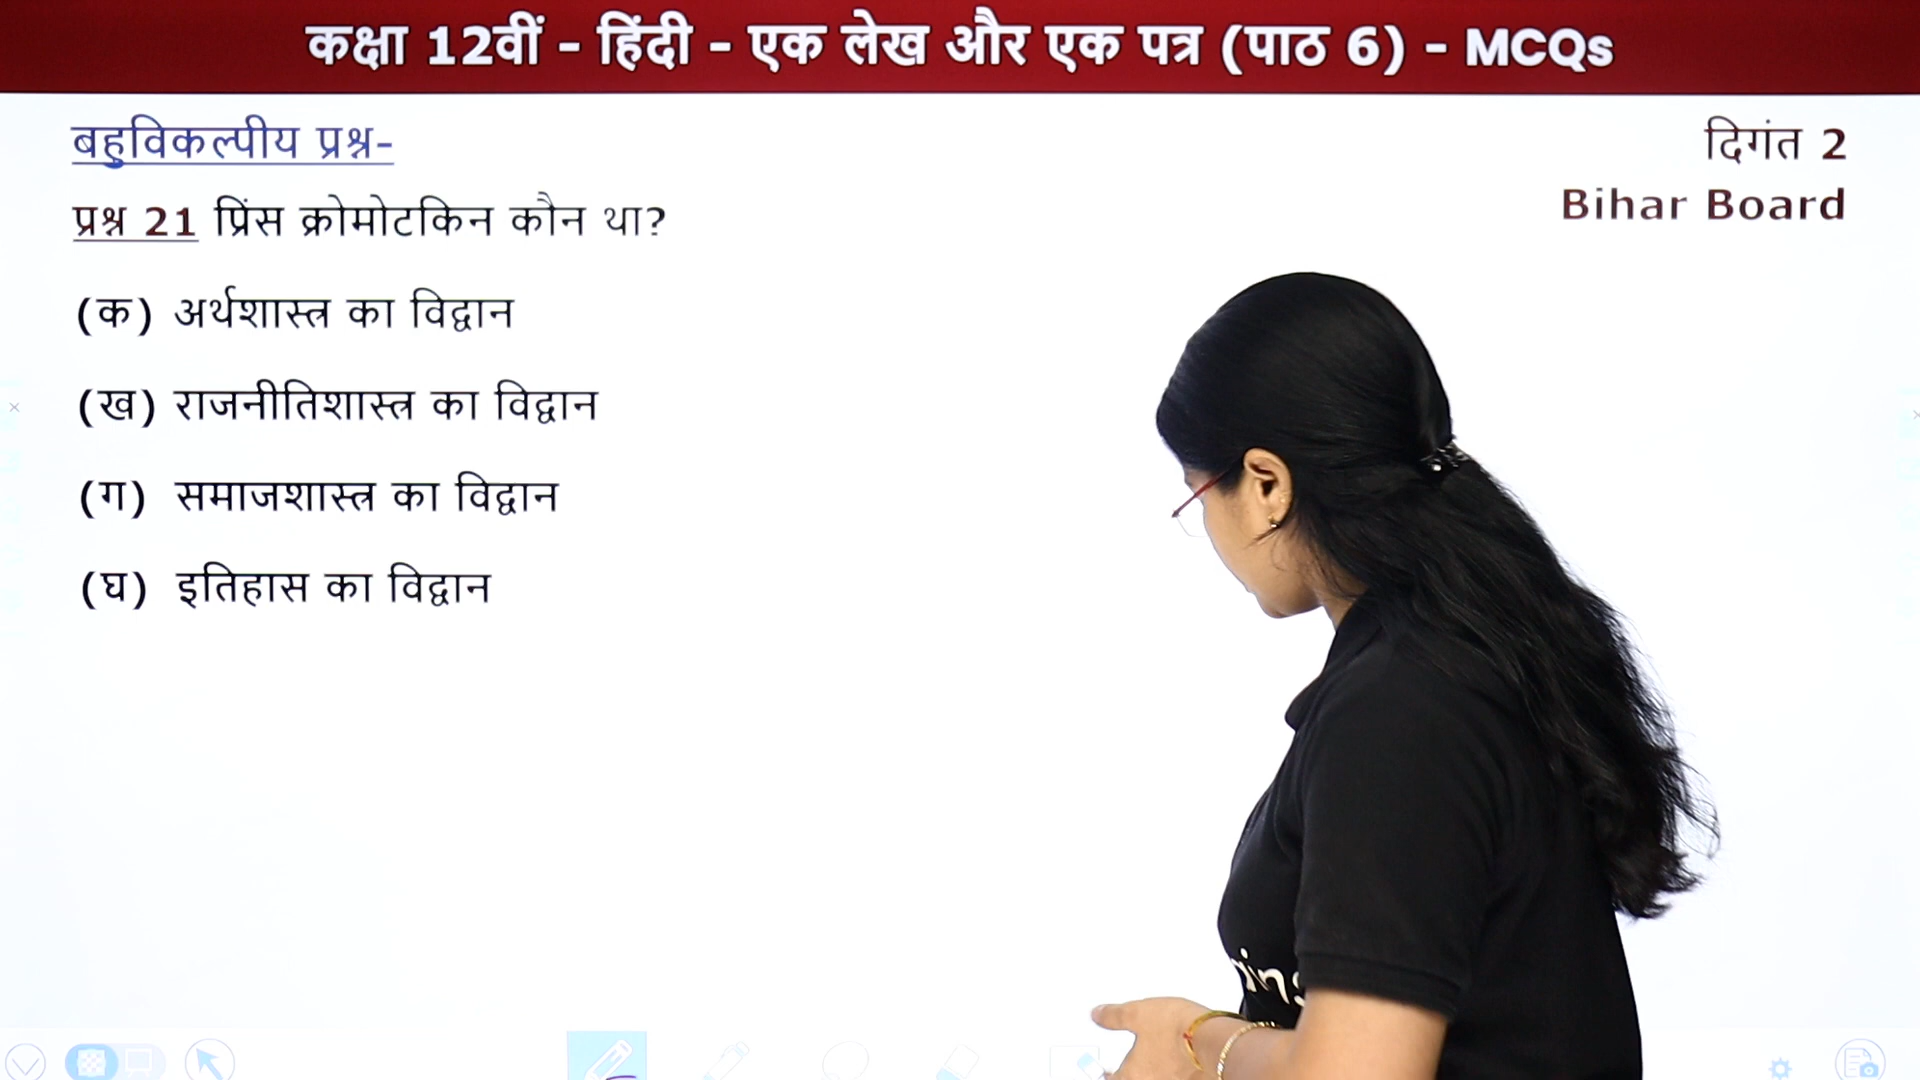 कक्षा 12वीं - हिंदी - एक लेख और एक पत्र (पाठ 6) - MCQs
बहुविकल्पीय प्रश्न-
दिगंत 2
Bihar Board
प्रश्न 21 प्रिंस क्रोमोटकिन कौन था?
(क) अर्थशास्त्र का विद्वान
(ख) राजनीतिशास्त्र का विद्वान
(ग) समाजशास्त्र का विद्वान
(घ) इतिहास का विद्वान